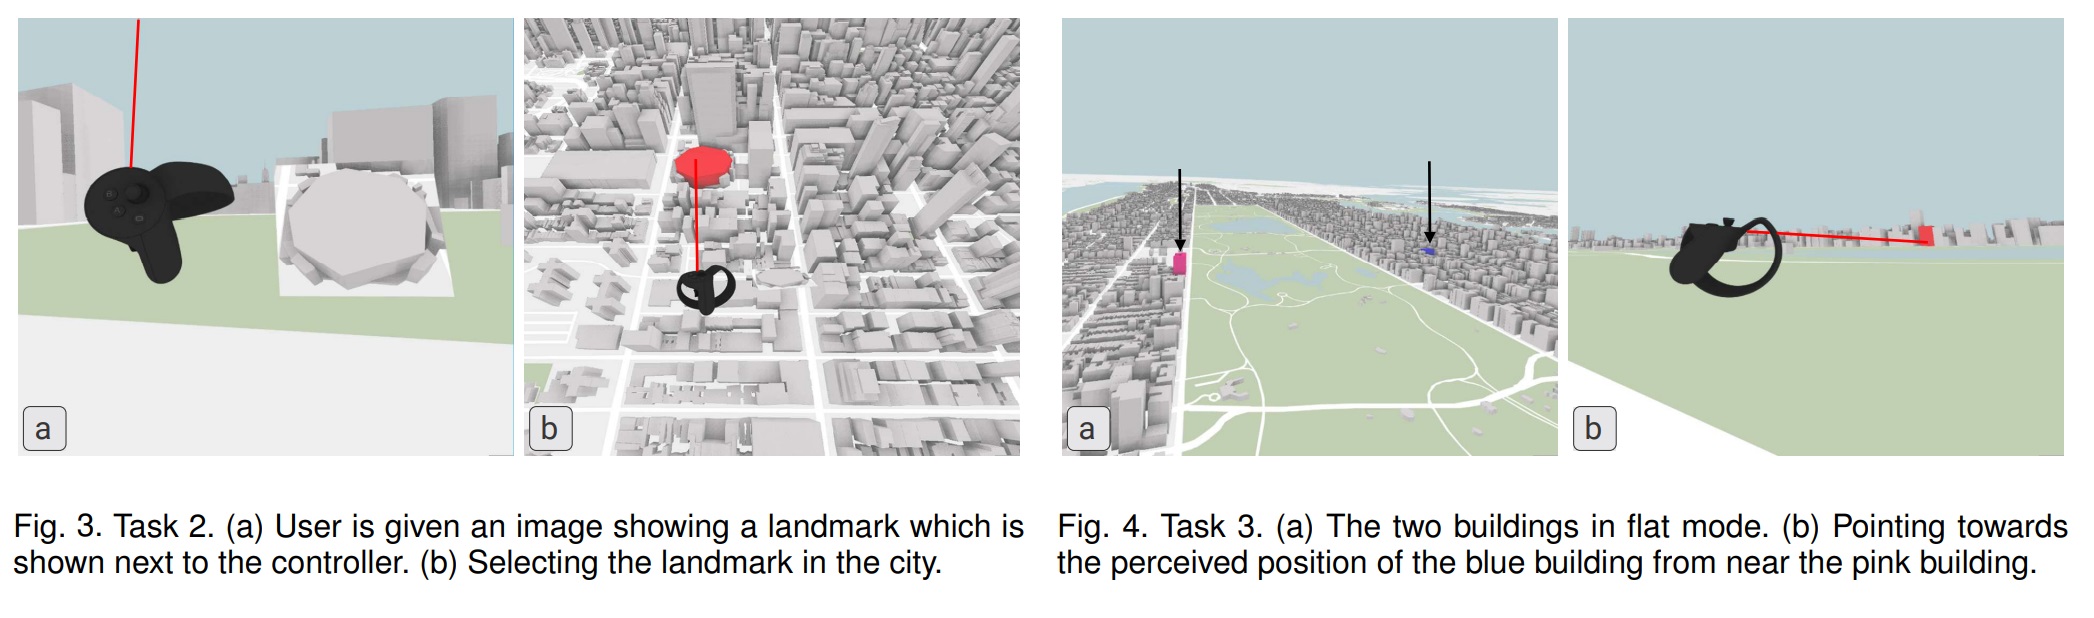 a
b
a
b
Fig. 3. Task 2. (a) User is given an image showing a landmark which is
shown next to the controller. (b) Selecting the landmark in the city.
Fig. 4. Task 3. (a) The two buildings in flat mode. (b) Pointing towards
the perceived position of the blue building from near the pink building.